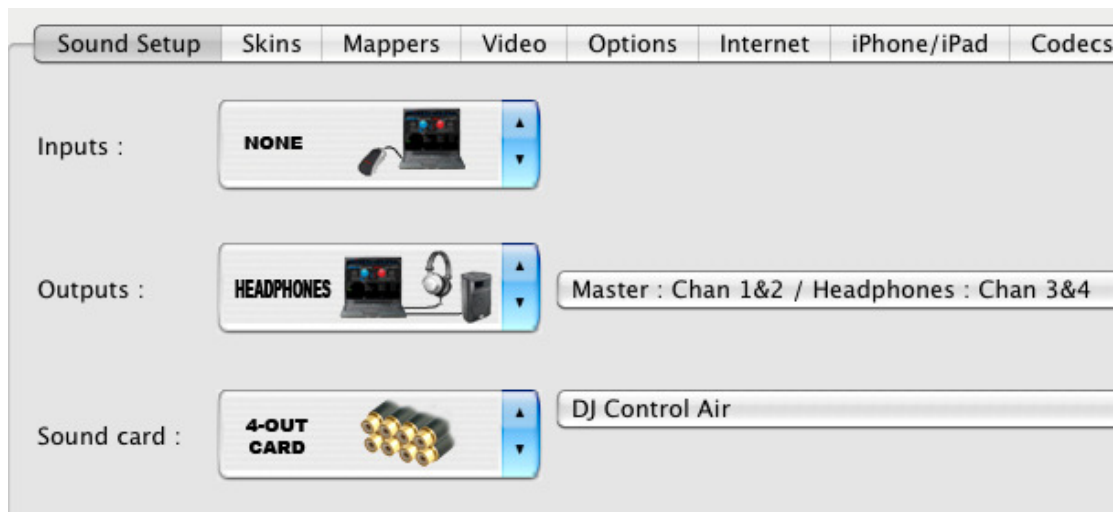 Sound Setup Skins Mappers Video Options Internet iPhone/iPad Codecs
Inputs :
NONE
Outputs :
HEADPHONES
Master : Chan 1&2 / Headphones : Chan 3&4
Sound card :
4-OUT
CARD
DJ Control Air